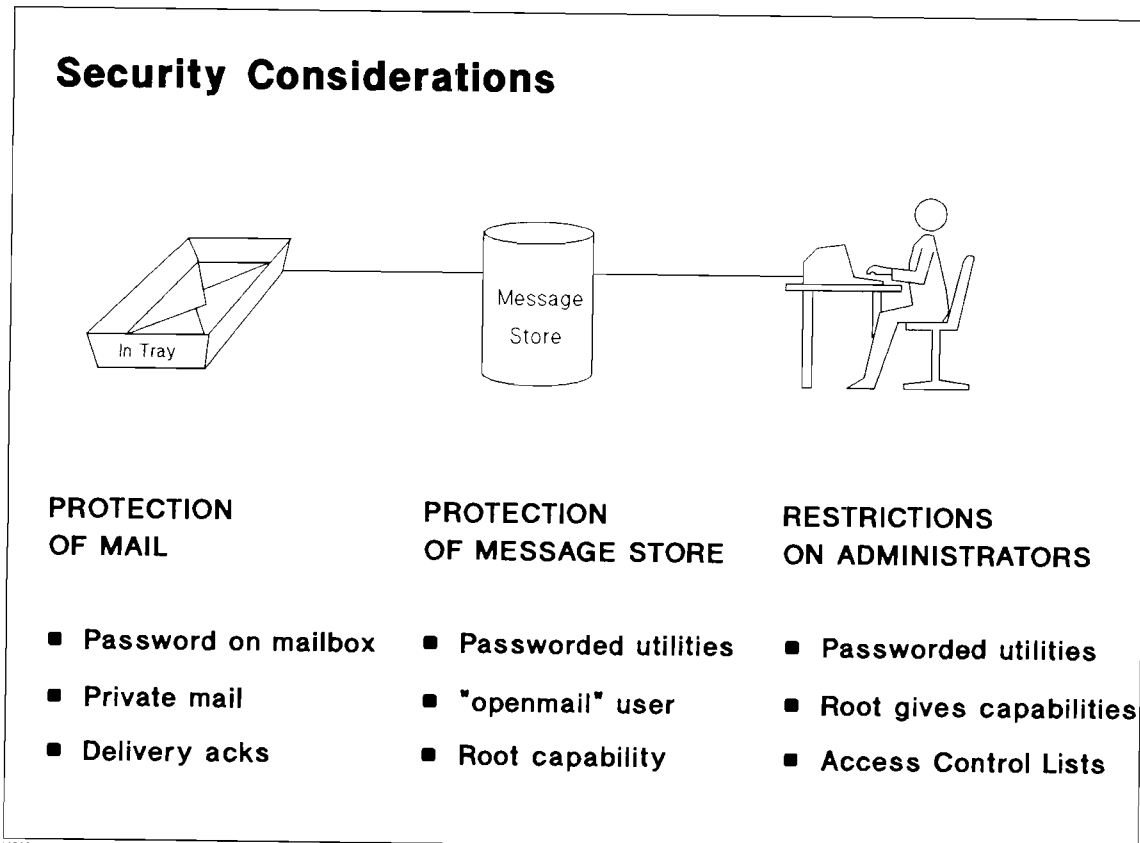 Security Considerations
In Tray
Message
Store
PROTECTION
OF MAIL
■ Password on mailbox
■ Private mail
■ Delivery acks
PROTECTION
OF MESSAGE STORE
■ Passworded utilities
■ "openmail" user
■ Root capability
RESTRICTIONS
ON ADMINISTRATORS
■ Passworded utilities
■ Root gives capabilities
■ Access Control Lists